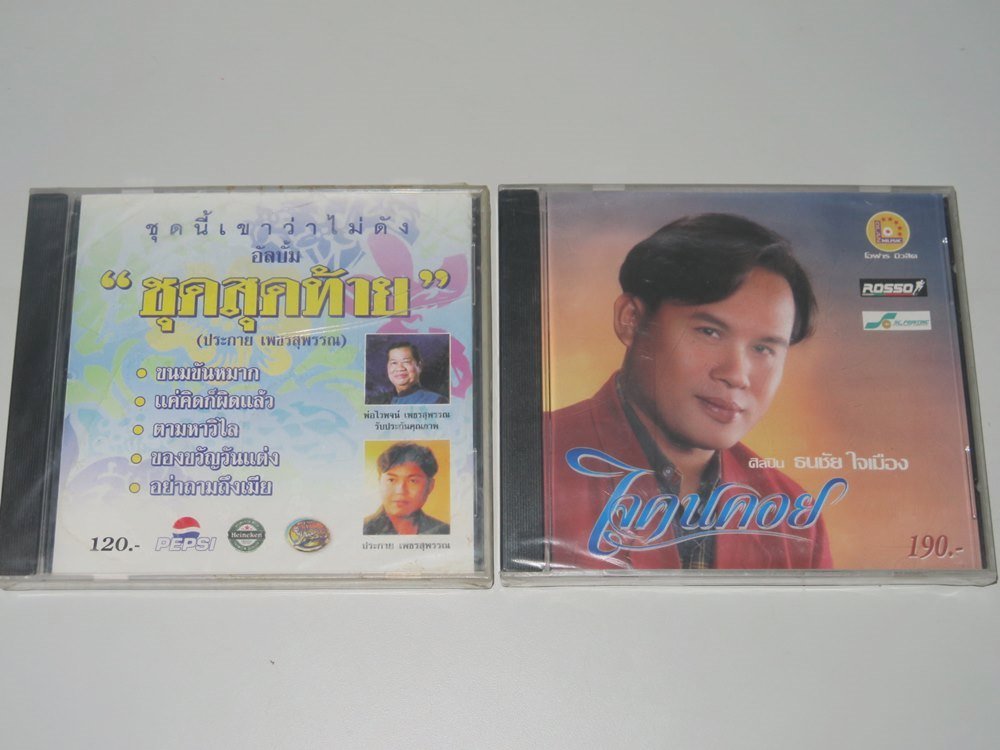 ชุดนี้เขาว่าไม่ดัง
อัลบั้ม
“ชุดสุดท้าย”
(ประกาย เพชรสุพรรณ)
• ขนมขันหมาก
• แค่คิดก็ผิดแล้ว
• ตามหาวิไล
• ของขวัญวันแต่ง
• อย่าถามถึงเมีย
พ่อไวพจน์ เพชรสุพรรณ
รับประกันคุณภาพ
ประกาย เพชรสุพรรณ
120.-
PEPSI
Heineken
MUSIC
โอฬาร มิวสิค
ROSSO
ศิลปิน ธนชัย ใจเมือง
ใจคนคอย
190.-